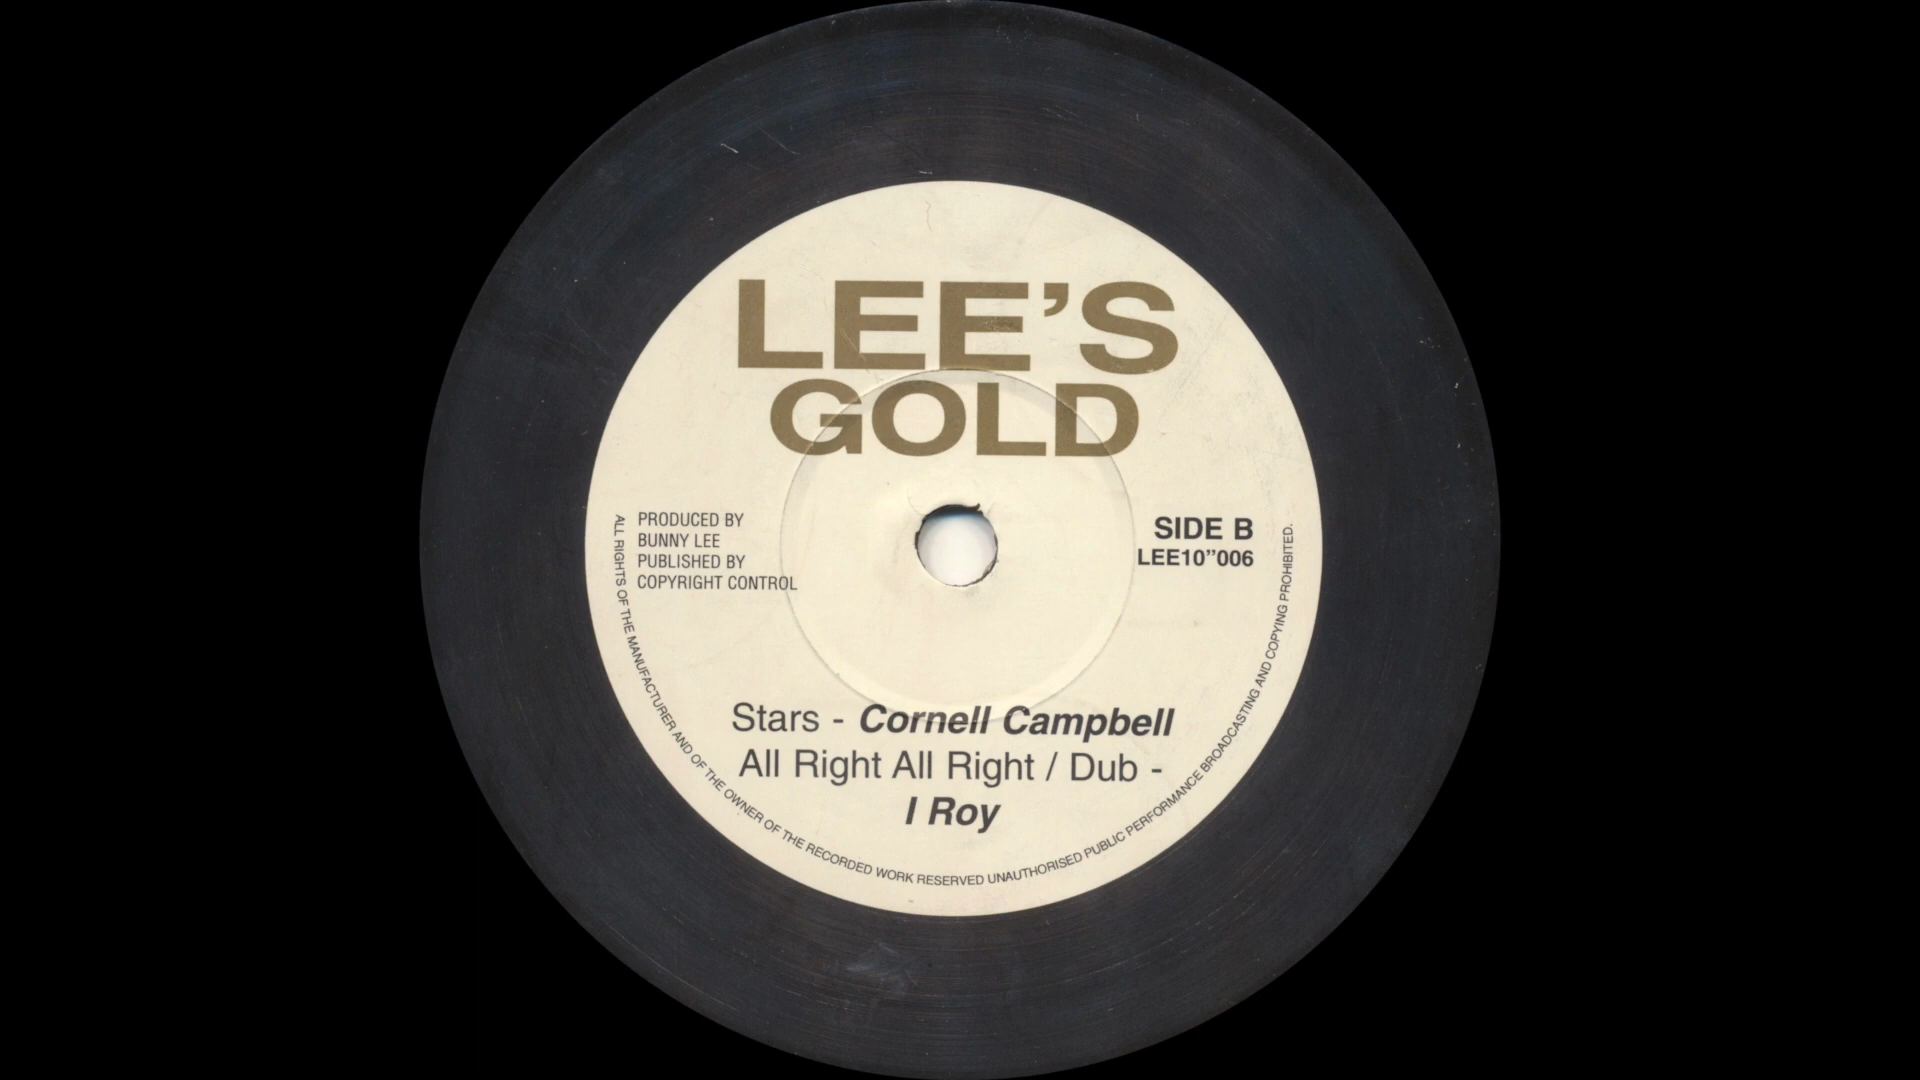 LEE’S
GOLD
PRODUCED BY
BUNNY LEE
PUBLISHED BY
COPYRIGHT CONTROL
SIDE B
LEE10”006
Stars - Cornell Campbell
All Right All Right / Dub -
I Roy
ALL RIGHTS OF THE MANUFACTURER AND OF THE OWNER OF THE RECORDED WORK RESERVED UNAUTHORISED PUBLIC PERFORMANCE BROADCASTING AND COPYING PROHIBITED.